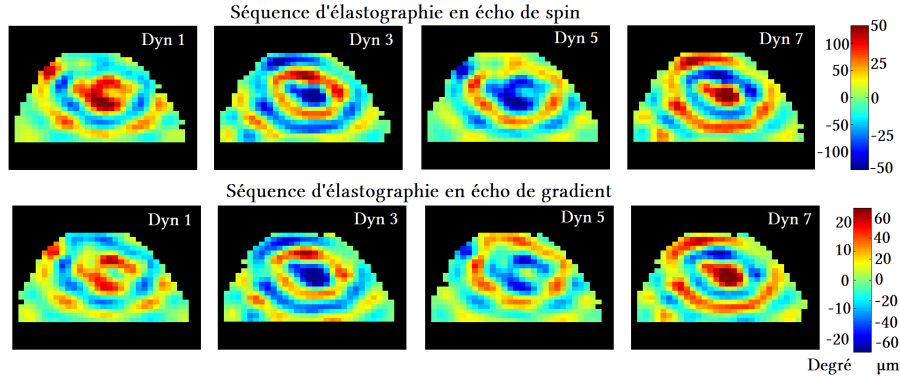 Séquence d'élastographie en écho de spin
Dyn 1 Dyn 3 Dyn 5 Dyn 7
100 50
50 25
0 0
-50 -25
-100 -50
Séquence d'élastographie en écho de gradient
Dyn 1 Dyn 3 Dyn 5 Dyn 7
20 60
10 40
20
0 0
-20
-10 -40
-20 -60
Degré µm